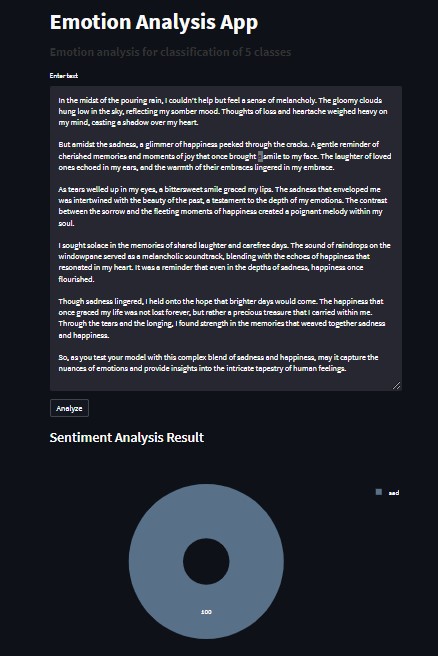 Emotion Analysis App
Emotion analysis for classification of 5 classes
Enter text
In the midst of the pouring rain, I couldn't help but feel a sense of melancholy. The gloomy clouds
hung low in the sky, reflecting my somber mood. Thoughts of loss and heartache weighed heavy on
my mind, casting a shadow over my heart.
But amidst the sadness, a glimmer of happiness peeked through the cracks. A gentle reminder of
cherished memories and moments of joy that once brought a smile to my face. The laughter of loved
ones echoed in my ears, and the warmth of their embraces lingered in my embrace.
As tears welled up in my eyes, a bittersweet smile graced my lips. The sadness that enveloped me
was intertwined with the beauty of the past, a testament to the depth of my emotions. The contrast
between the sorrow and the fleeting moments of happiness created a poignant melody within my
soul.
I sought solace in the memories of shared laughter and carefree days. The sound of raindrops on the
windowpane served as a melancholic soundtrack, blending with the echoes of happiness that
resonated in my heart. It was a reminder that even in the depths of sadness, happiness once
flourished.
Though sadness lingered, I held onto the hope that brighter days would come. The happiness that
once graced my life was not lost forever, but rather a precious treasure that I carried within me.
Through the tears and the longing, I found strength in the memories that weaved together sadness
and happiness.
So, as you test your model with this complex blend of sadness and happiness, may it capture the
nuances of emotions and provide insights into the intricate tapestry of human feelings.
Analyze
Sentiment Analysis Result
sad
100